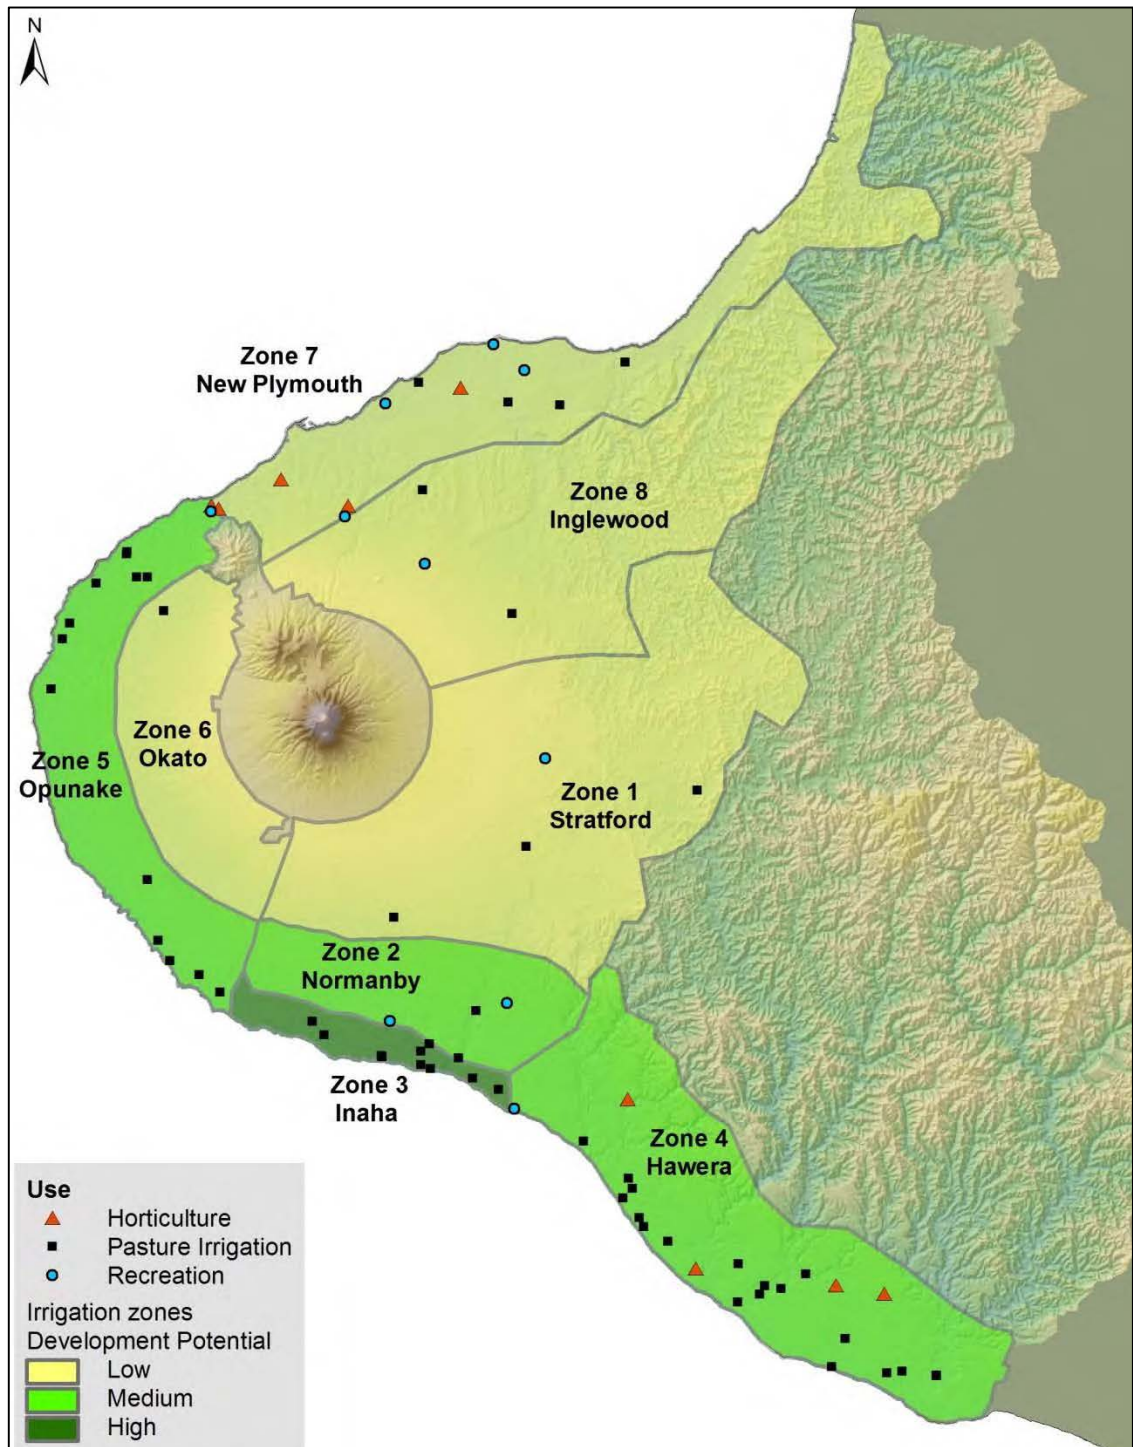 N
Zone 7
New Plymouth
Zone 8
Inglewood
Zone 6
Okato
Zone 5
Opunake
Zone 1
Stratford
Zone 2
Normanby
Zone 3
Inaha
Zone 4
Hawera
Use
Horticulture
Pasture Irrigation
Recreation
Irrigation zones
Development Potential
Low
Medium
High